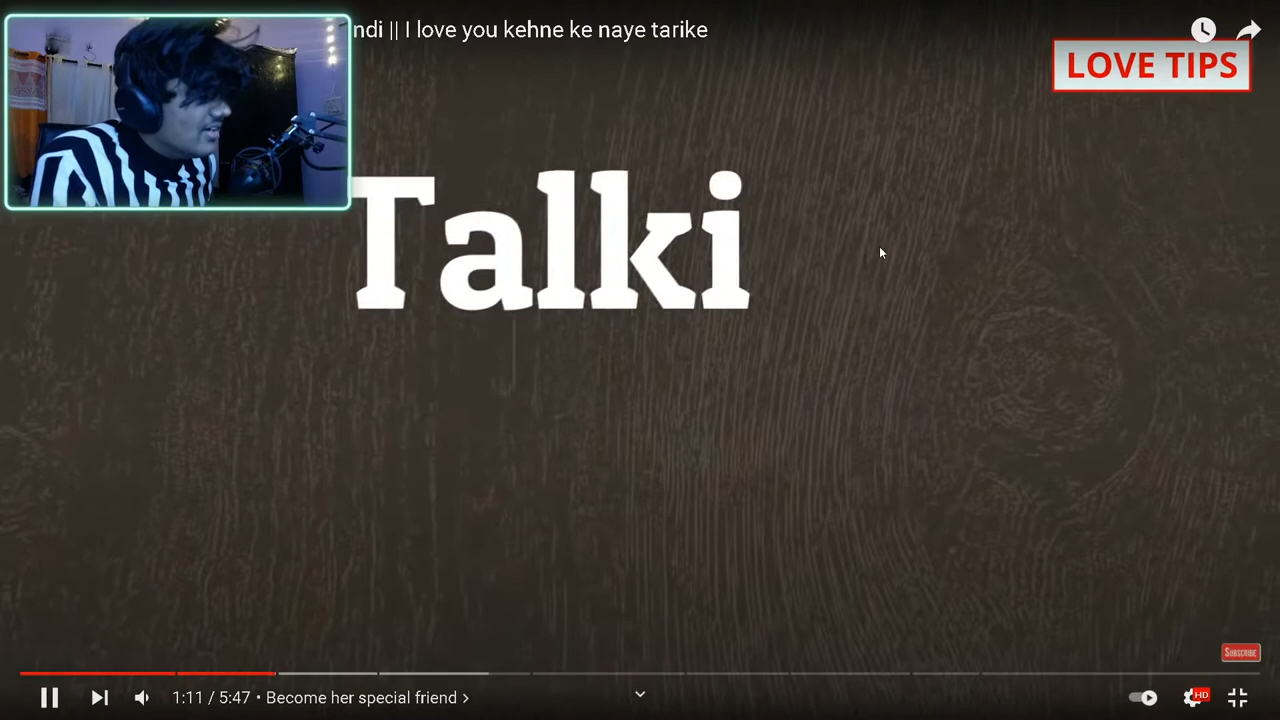 ndi || I love you kehne ke naye tarike
LOVE TIPS
Talki
SUBSCRIBE
1:11 / 5:47 • Become her special friend >
HD